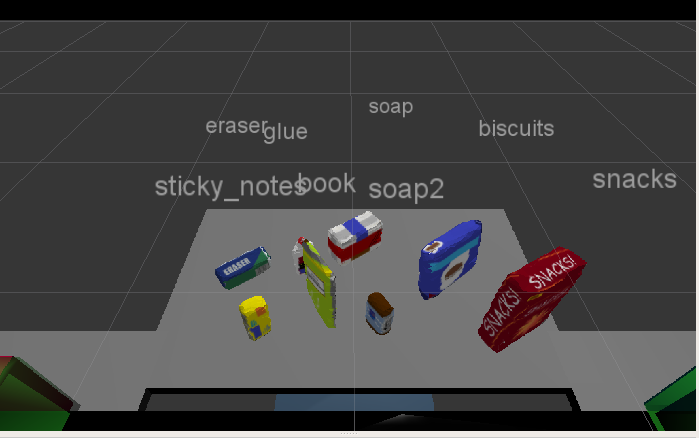 soap
eraser
glue
biscuits
snacks
sticky_notes
book
soap2
ERASER
SNACKS!
SNACKS!